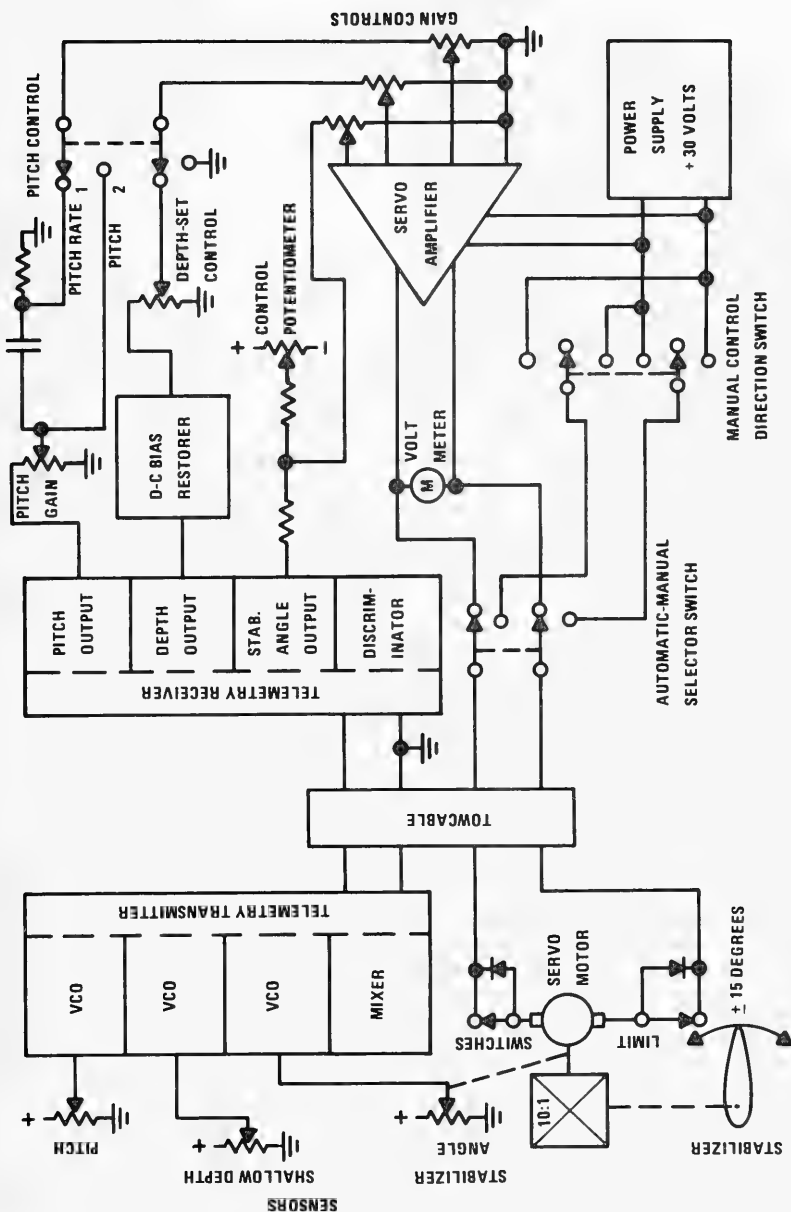 GAIN CONTROLS
PITCH CONTROL
PITCH RATE 1
PITCH 2
DEPTH-SET
CONTROL
CONTROL
POTENTIOMETER
+
-
PITCH
GAIN
D-C BIAS
RESTORER
SERVO
AMPLIFIER
POWER
SUPPLY
+ 30 VOLTS
VOLT
METER
M
MANUAL CONTROL
DIRECTION SWITCH
AUTOMATIC-MANUAL
SELECTOR SWITCH
PITCH
OUTPUT
DEPTH
OUTPUT
STAB.
ANGLE
OUTPUT
DISCRIM-
INATOR
TELEMETRY RECEIVER
TOWCABLE
TELEMETRY TRANSMITTER
VCO
VCO
VCO
MIXER
SERVO
MOTOR
SWITCHES
LIMIT
± 15 DEGREES
10:1
STABILIZER
+
PITCH
+
SHALLOW DEPTH
+
STABILIZER
ANGLE
SENSORS